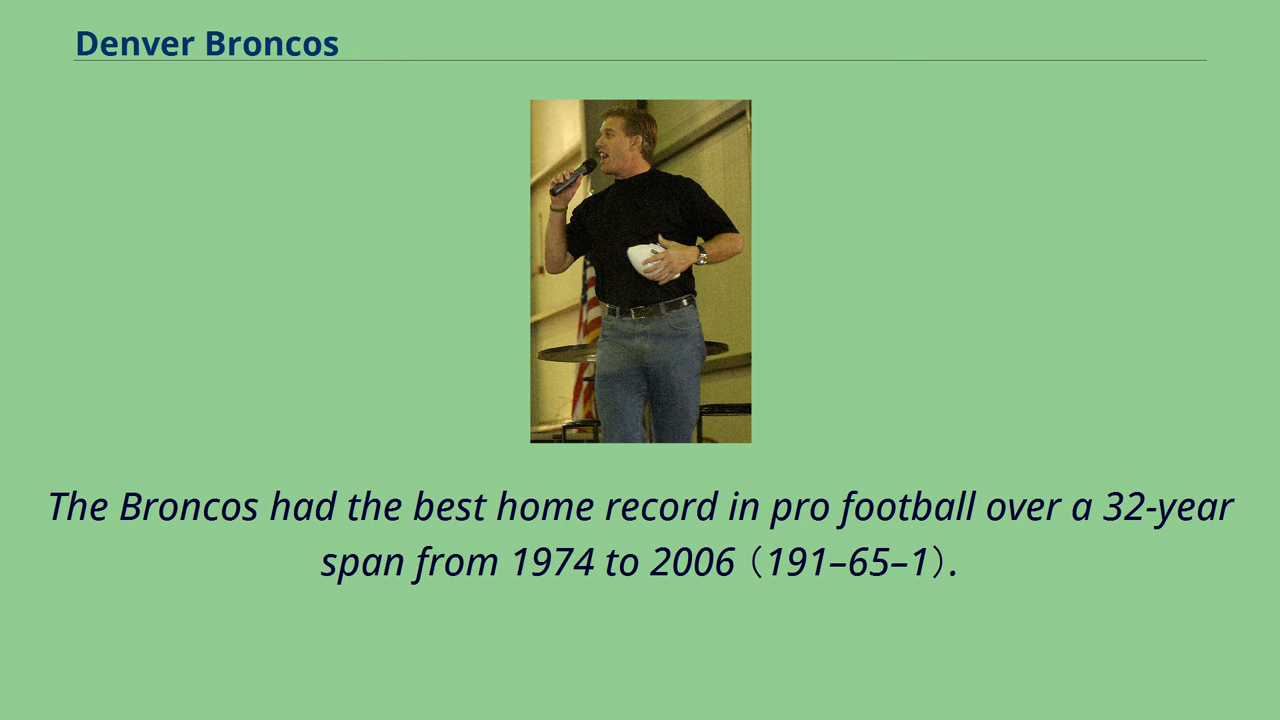 Denver Broncos
The Broncos had the best home record in pro football over a 32-year
span from 1974 to 2006（191–65–1）.